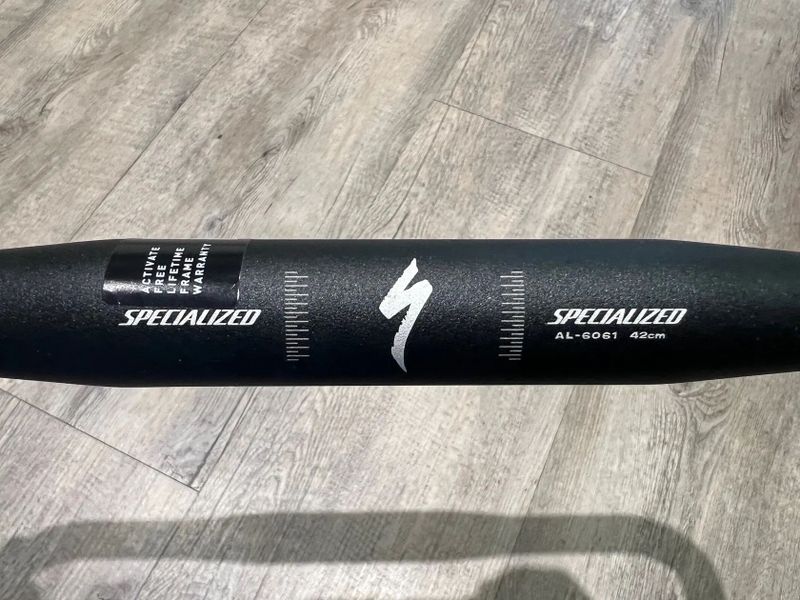 ACTIVATE
FREE
LIFETIME
FRAME
WARRANTY
SPECIALIZED
SPECIALIZED
AL-6061 42cm